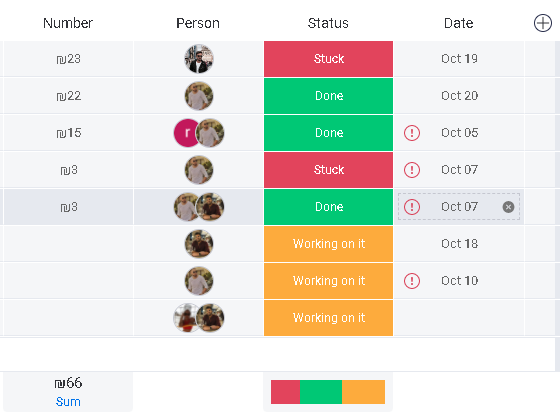 Number Person Status Date
₪23 Stuck Oct 19
₪22 Done Oct 20
₪15 r Done Oct 05
₪3 Stuck Oct 07
₪3 Done Oct 07
Working on it Oct 18
Working on it Oct 10
Working on it
₪66
Sum